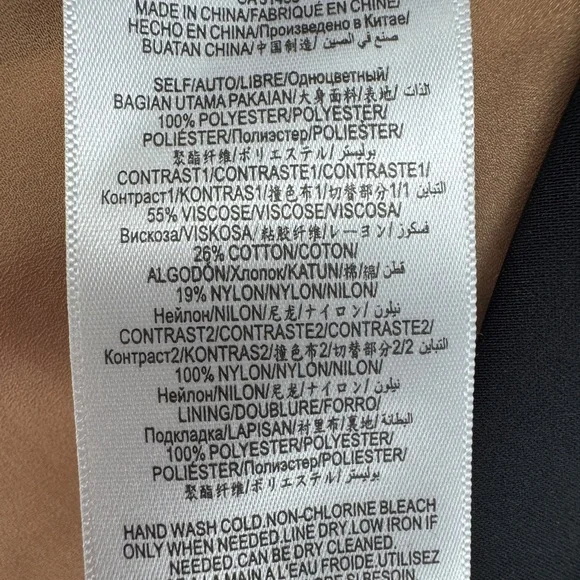 MADE IN CHINA/FABRIQUÉ EN CHINE/
HECHO EN CHINA/Произведено в Китае/
BUATAN CHINA/中国制造/ صنع في الصين
SELF/AUTO/LIBRE/Одноцветный/
BAGIAN UTAMA PAKAIAN/大身面料/表地/ الذات
100% POLYESTER/POLYESTER/
POLIÉSTER/Полиэстер/POLIESTER/
聚酯纤维/ポリエステル/ بوليستر
CONTRAST1/CONTRASTE1/CONTRASTE1/
Контраст1/KONTRAS1/撞色布1/切替部分1/1 التباين
55% VISCOSE/VISCOSE/VISCOSA/
Вискоза/VISKOSA/粘胶纤维/レーヨン/ فسكوز
26% COTTON/COTON/
ALGODÓN/Хлопок/KATUN/棉/綿/ قطن
19% NYLON/NYLON/NILON/
Нейлон/NILON/尼龙/ナイロン/ نيلون
CONTRAST2/CONTRASTE2/CONTRASTE2/
Контраст2/KONTRAS2/撞色布2/切替部分2/2 التباين
100% NYLON/NYLON/NILON/
Нейлон/NILON/尼龙/ナイロン/ نيلون
LINING/DOUBLURE/FORRO/
Подкладка/LAPISAN/衬里布/裏地/ البطانة
100% POLYESTER/POLYESTER/
POLIÉSTER/Полиэстер/POLIESTER/
聚酯纤维/ポリエステル/ بوليستر
HAND WASH COLD.NON-CHLORINE BLEACH
ONLY WHEN NEEDED.LINE DRY.LOW IRON IF
NEEDED.CAN BE DRY CLEANED.
LAVER À LA MAIN À L'EAU FROIDE.UTILISEZ